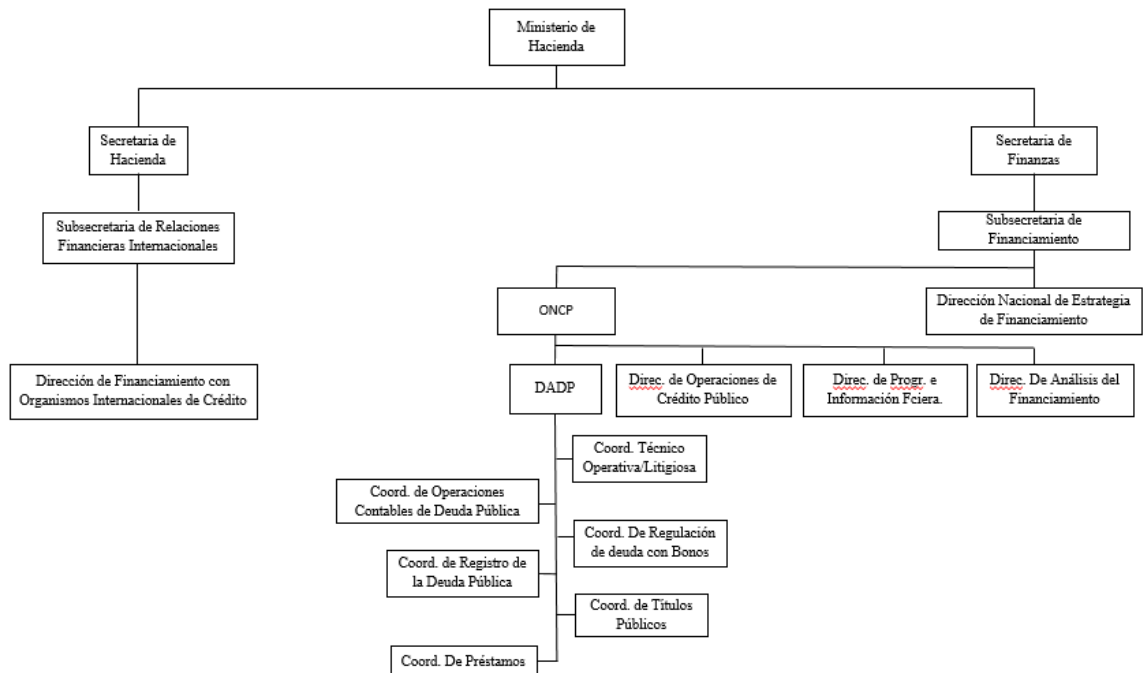 Ministerio de
Hacienda
Secretaria de
Hacienda
Secretaria de
Finanzas
Subsecretaria de Relaciones
Financieras Internacionales
Subsecretaria de
Financiamiento
ONCP
Dirección Nacional de Estrategia
de Financiamiento
Dirección de Financiamiento con
Organismos Internacionales de Crédito
DADP
Direc. de Operaciones de
Crédito Público
Direc. de Progr. e
Información Fciera.
Direc. De Análisis del
Financiamiento
Coord. Técnico
Operativa/Litigiosa
Coord. de Operaciones
Contables de Deuda Pública
Coord. De Regulación
de deuda con Bonos
Coord. de Registro de
la Deuda Pública
Coord. de Títulos
Públicos
Coord. De Préstamos